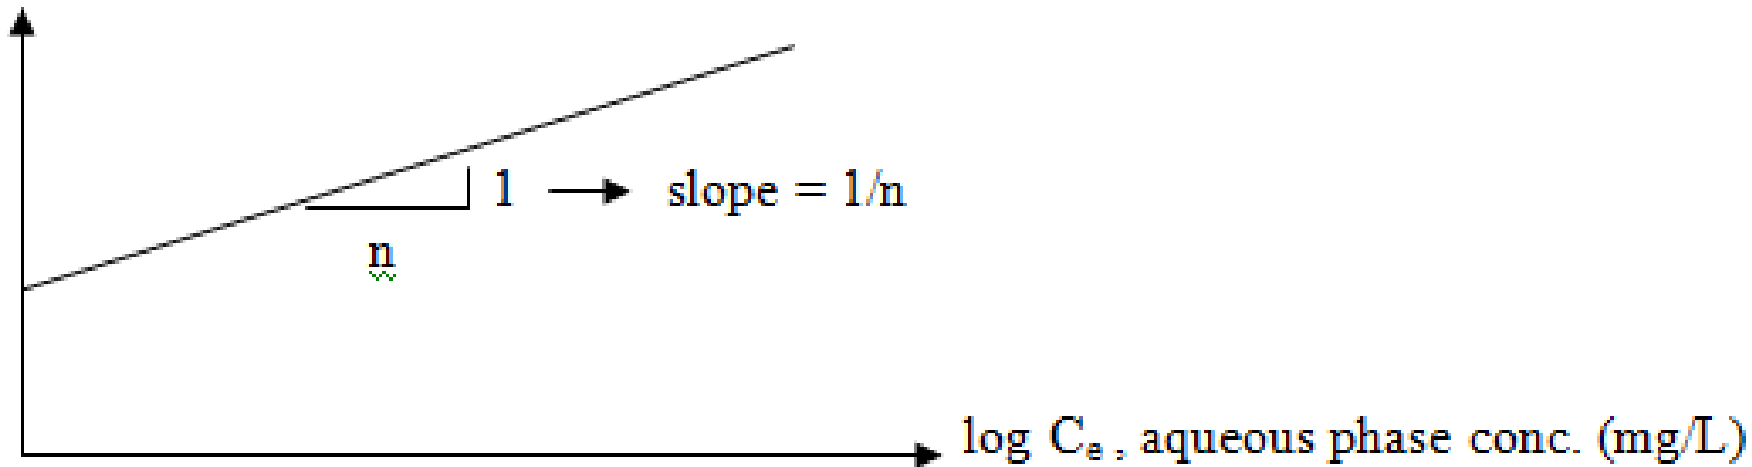 1 → slope = 1/n
n
log Ce , aqueous phase conc. (mg/L)